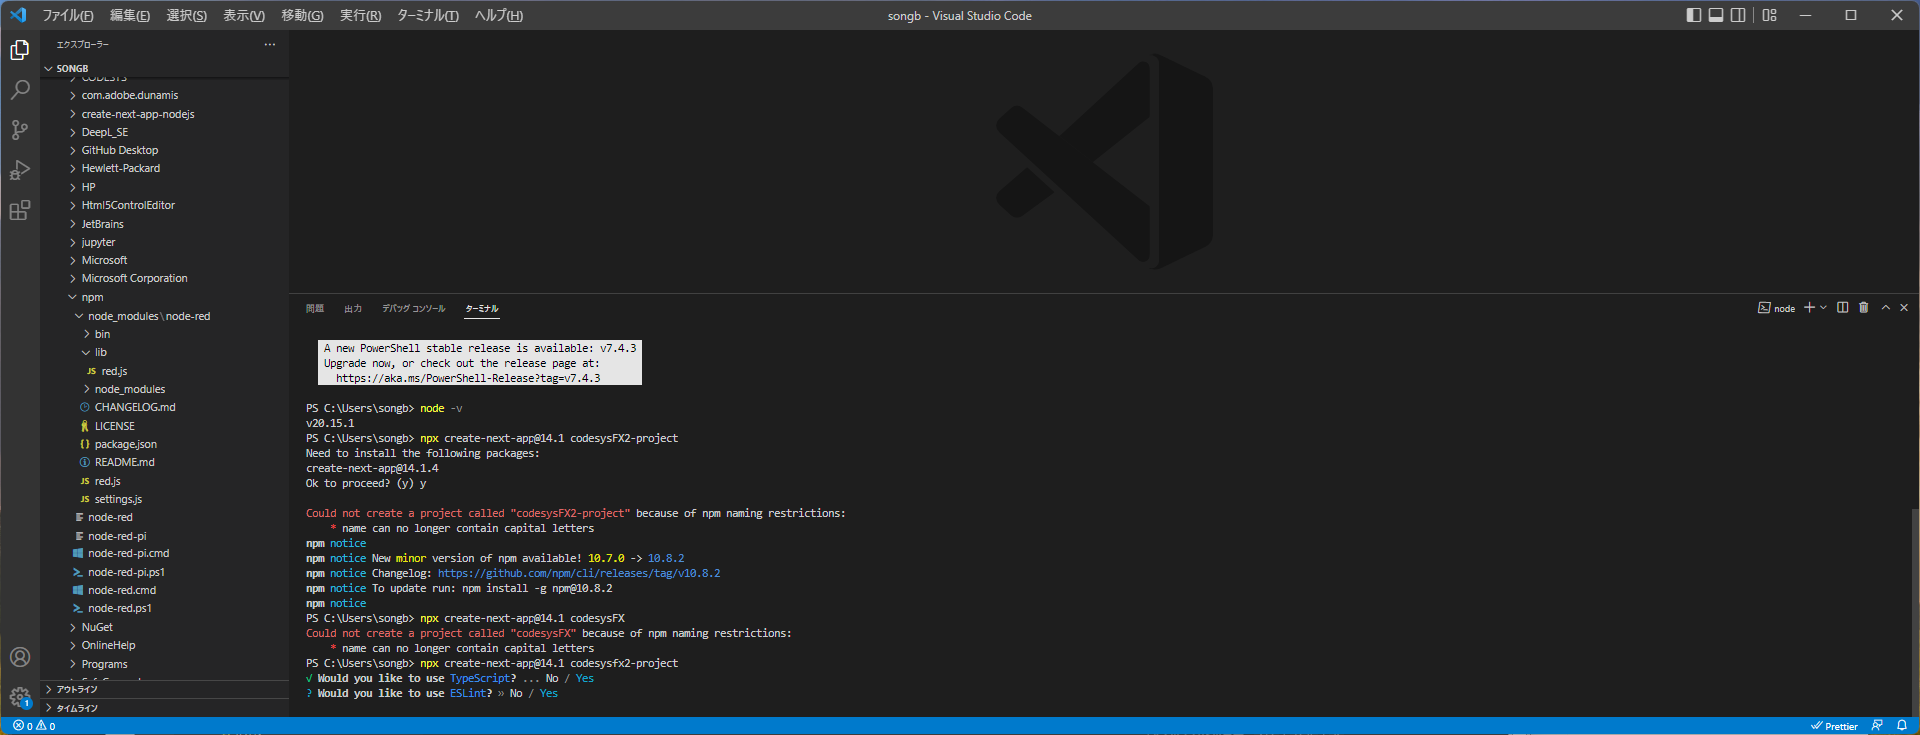 ファイル(F) 編集(E) 選択(S) 表示(V) 移動(G) 実行(R) ターミナル(T) ヘルプ(H)
songb - Visual Studio Code
エクスプローラー
SONGB
CODESYS
com.adobe.dunamis
create-next-app-nodejs
DeepL_SE
GitHub Desktop
Hewlett-Packard
HP
Html5ControlEditor
JetBrains
jupyter
Microsoft
Microsoft Corporation
npm
node_modules\node-red
bin
lib
JS red.js
node_modules
CHANGELOG.md
LICENSE
{} package.json
README.md
JS red.js
JS settings.js
node-red
node-red-pi
node-red-pi.cmd
node-red-pi.ps1
node-red.cmd
node-red.ps1
NuGet
OnlineHelp
Programs
アウトライン
タイムライン
問題 出力 デバッグ コンソール ターミナル
node
A new PowerShell stable release is available: v7.4.3
Upgrade now, or check out the release page at:
https://aka.ms/PowerShell-Release?tag=v7.4.3
PS C:\Users\songb> node -v
v20.15.1
PS C:\Users\songb> npx create-next-app@14.1 codesysFX2-project
Need to install the following packages:
create-next-app@14.1.4
Ok to proceed? (y) y
Could not create a project called "codesysFX2-project" because of npm naming restrictions:
* name can no longer contain capital letters
npm notice
npm notice New minor version of npm available! 10.7.0 -> 10.8.2
npm notice Changelog: https://github.com/npm/cli/releases/tag/v10.8.2
npm notice To update run: npm install -g npm@10.8.2
npm notice
PS C:\Users\songb> npx create-next-app@14.1 codesysFX
Could not create a project called "codesysFX" because of npm naming restrictions:
* name can no longer contain capital letters
PS C:\Users\songb> npx create-next-app@14.1 codesysfx2-project
√ Would you like to use TypeScript? ... No / Yes
? Would you like to use ESLint? » No / Yes
1
0 0
Prettier